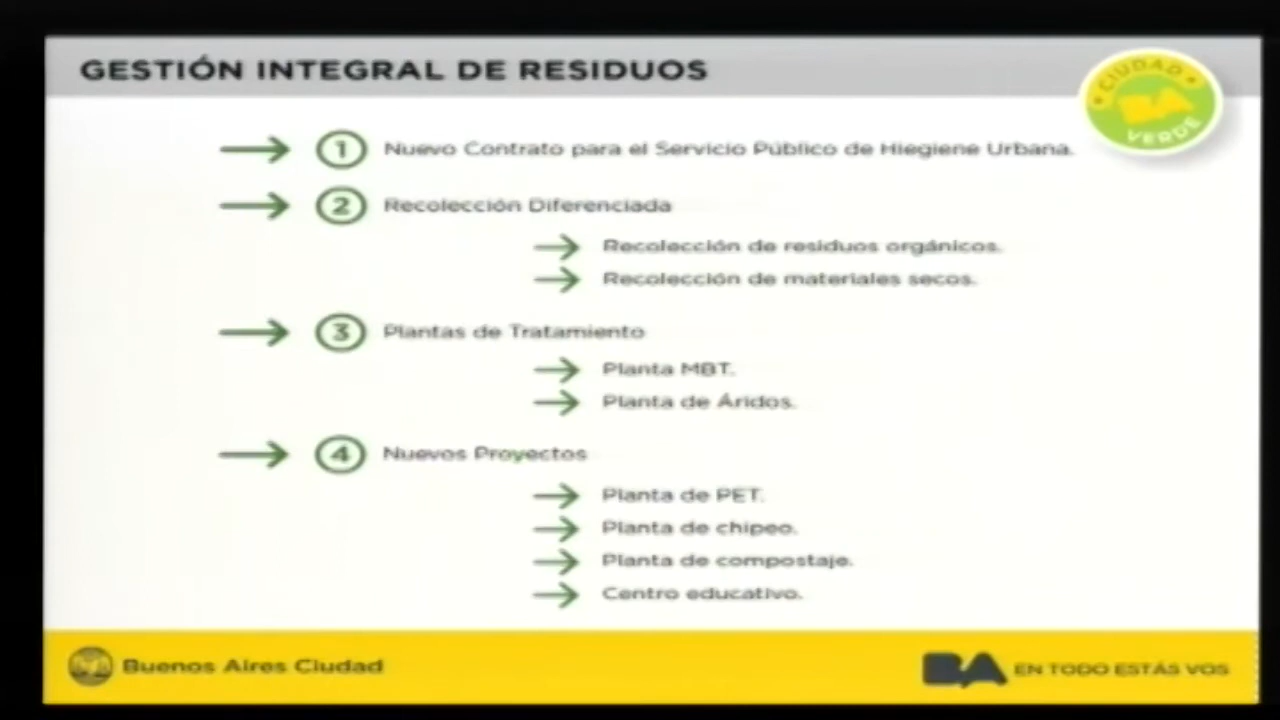 GESTIÓN INTEGRAL DE RESIDUOS
CIUDAD
BA
VERDE
1 Nuevo Contrato para el Servicio Público de Hiegiene Urbana.
2 Recolección Diferenciada
Recolección de residuos orgánicos.
Recolección de materiales secos.
3 Plantas de Tratamiento
Planta MBT.
Planta de Áridos.
4 Nuevos Proyectos
Planta de PET.
Planta de chipeo.
Planta de compostaje.
Centro educativo.
Buenos Aires Ciudad
BA EN TODO ESTÁS VOS